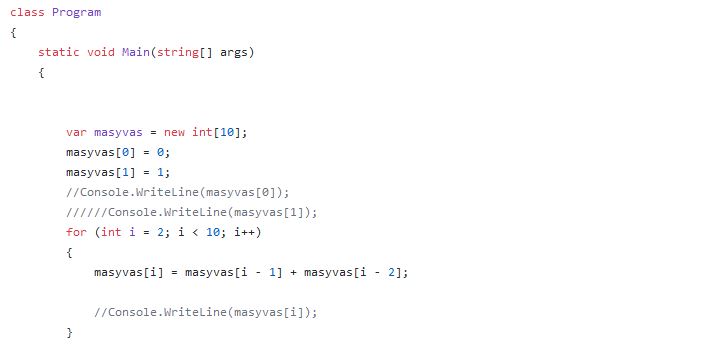 class Program
{
static void Main(string[] args)
{
var masyvas = new int[10];
masyvas[0] = 0;
masyvas[1] = 1;
//Console.WriteLine(masyvas[0]);
//////Console.WriteLine(masyvas[1]);
for (int i = 2; i < 10; i++)
{
masyvas[i] = masyvas[i - 1] + masyvas[i - 2];
//Console.WriteLine(masyvas[i]);
}